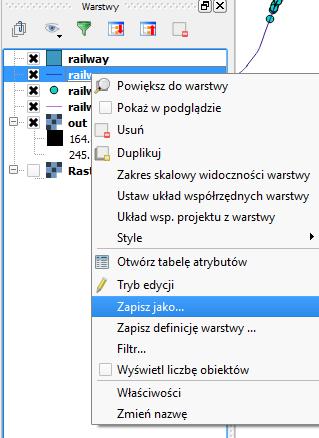 Warstwy
railway
railw
Powiększ do warstwy
railw
Pokaż w podglądzie
railw
Usuń
out
Duplikuj
164.
Zakres skalowy widoczności warstwy
245.
Ustaw układ współrzędnych warstwy
Rast
Układ wsp. projektu z warstwy
Style
Otwórz tabelę atrybutów
Tryb edycji
Zapisz jako...
Zapisz definicję warstwy ...
Filtr...
Wyświetl liczbę obiektów
Właściwości
Zmień nazwę